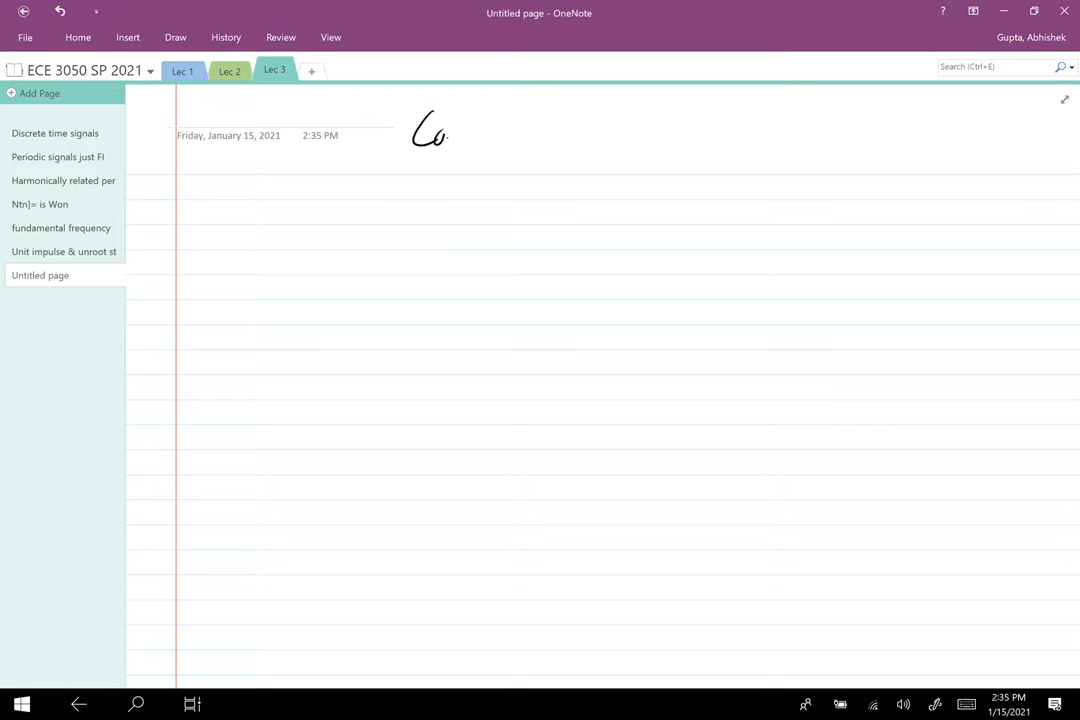 Untitled page - OneNote
File Home Insert Draw History Review View
Gupta, Abhishek
ECE 3050 SP 2021
Lec 1
Lec 2
Lec 3
Search (Ctrl+E)
Add Page
Discrete time signals
Periodic signals just FI
Harmonically related per
Ntn]= is Won
fundamental frequency
Unit impulse & unroot st
Untitled page
Friday, January 15, 2021 2:35 PM
Co
2:35 PM
1/15/2021